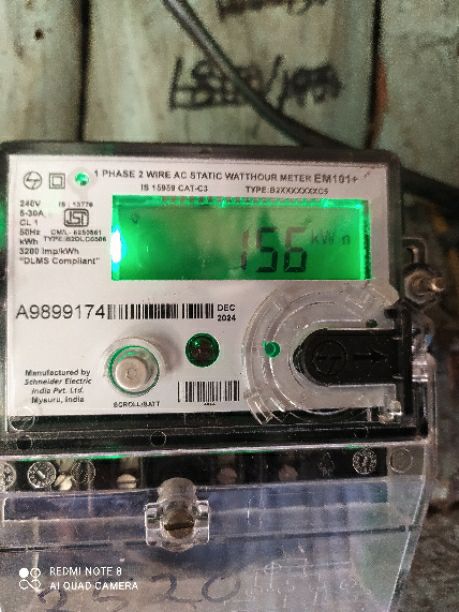 1 PHASE 2 WIRE AC STATIC WATTHOUR METER EM101+
IS 15959 CAT-C3 TYPE:B2XXXXXXXC5
240V IS : 13779
5-30A
CL 1
50Hz CM/L - 6250561
kWh
3200 imp/kWh
"DLMS Compliant"
156 kWh
A9899174
DEC
2024
Manufactured by
Schneider Electric
India Pvt. Ltd.
Mysuru, India
SCROLL/BATT
REDMI NOTE 8
AI QUAD CAMERA